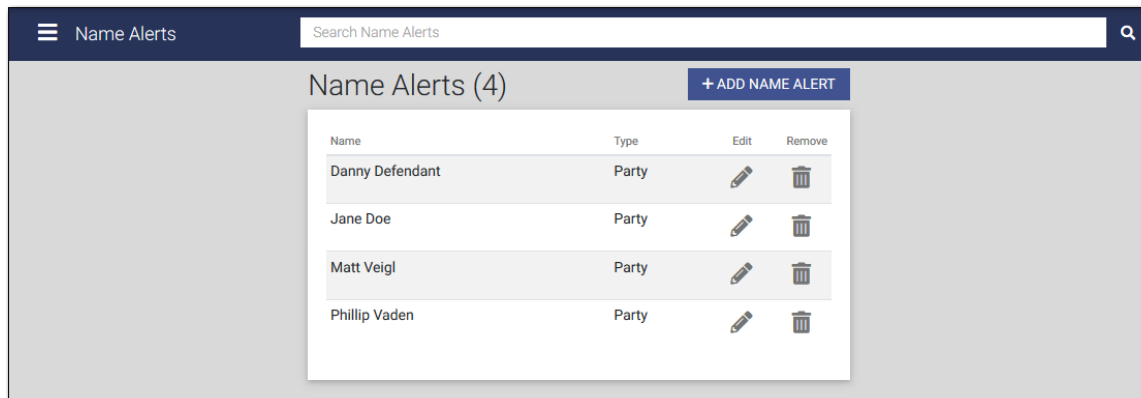 Name Alerts Search Name Alerts
Name Alerts (4) + ADD NAME ALERT
Name Type Edit Remove
Danny Defendant Party
Jane Doe Party
Matt Veigl Party
Phillip Vaden Party